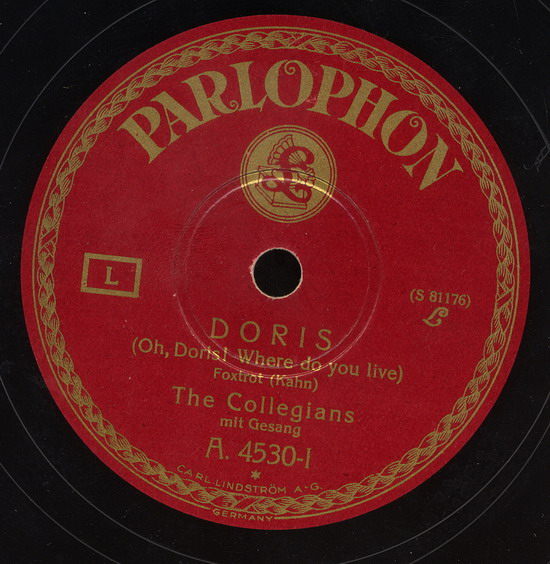 PARLOPHON
£
L
(S 81176)
L
DORIS
(Oh, Doris! Where do you live)
Foxtrot (Kahn)
The Collegians
mit Gesang
A. 4530-I
*
CARL LINDSTRÖM A-G.
GERMANY